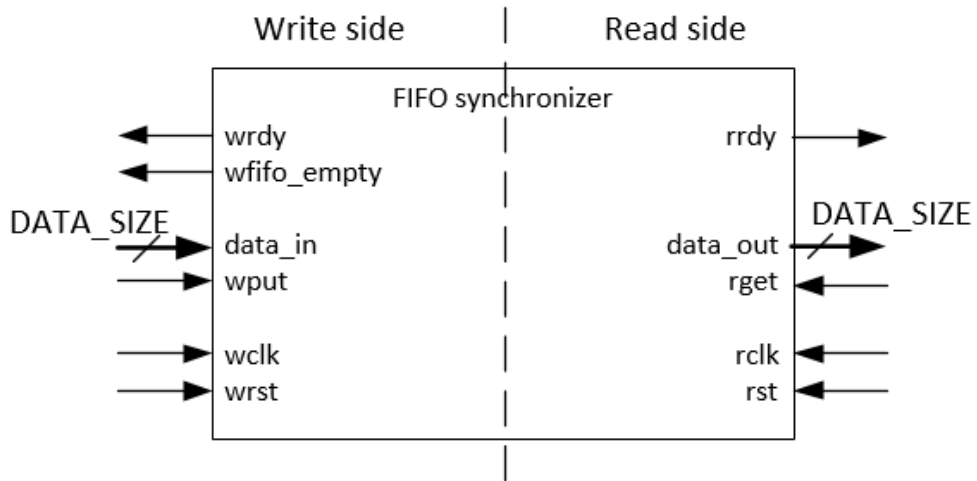 Write side
Read side
FIFO synchronizer
wrdy
rrdy
wfifo_empty
DATA_SIZE
DATA_SIZE
data_in
data_out
wput
rget
wclk
rclk
wrst
rst